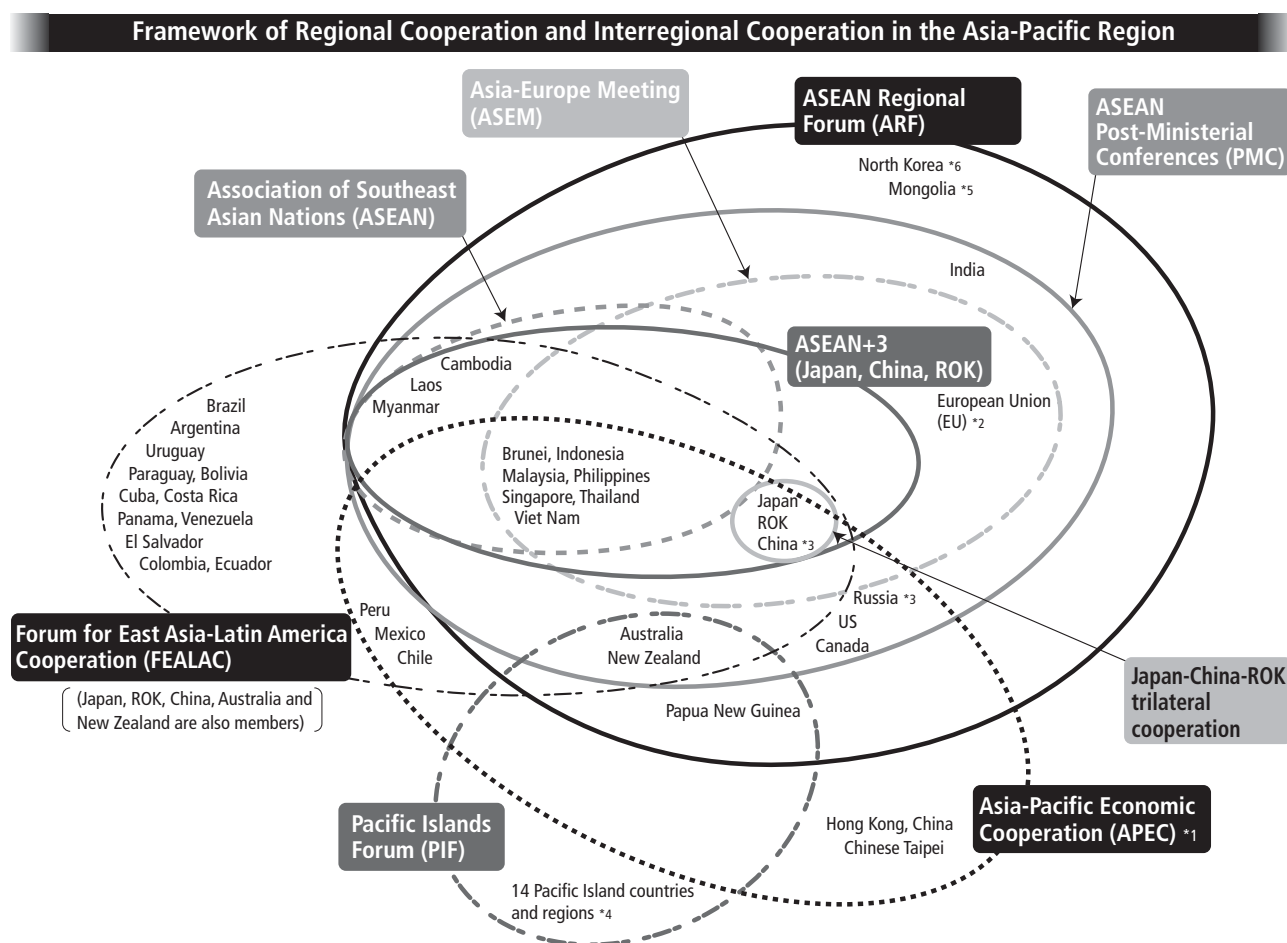 Framework of Regional Cooperation and Interregional Cooperation in the Asia-Pacific Region
Asia-Europe Meeting
(ASEM)
ASEAN Regional
Forum (ARF)
ASEAN
Post-Ministerial
Conferences (PMC)
North Korea *6
Mongolia *5
Association of Southeast
Asian Nations (ASEAN)
India
ASEAN+3
(Japan, China, ROK)
Cambodia
Laos
Myanmar
European Union
(EU) *2
Brazil
Argentina
Uruguay
Paraguay, Bolivia
Cuba, Costa Rica
Panama, Venezuela
El Salvador
Colombia, Ecuador
Brunei, Indonesia
Malaysia, Philippines
Singapore, Thailand
Viet Nam
Japan
ROK
China *3
Russia *3
US
Canada
Peru
Mexico
Chile
Australia
New Zealand
Forum for East Asia-Latin America
Cooperation (FEALAC)
(Japan, ROK, China, Australia and
New Zealand are also members)
Papua New Guinea
Japan-China-ROK
trilateral
cooperation
Pacific Islands
Forum (PIF)
Hong Kong, China
Chinese Taipei
Asia-Pacific Economic
Cooperation (APEC) *1
14 Pacific Island countries
and regions *4